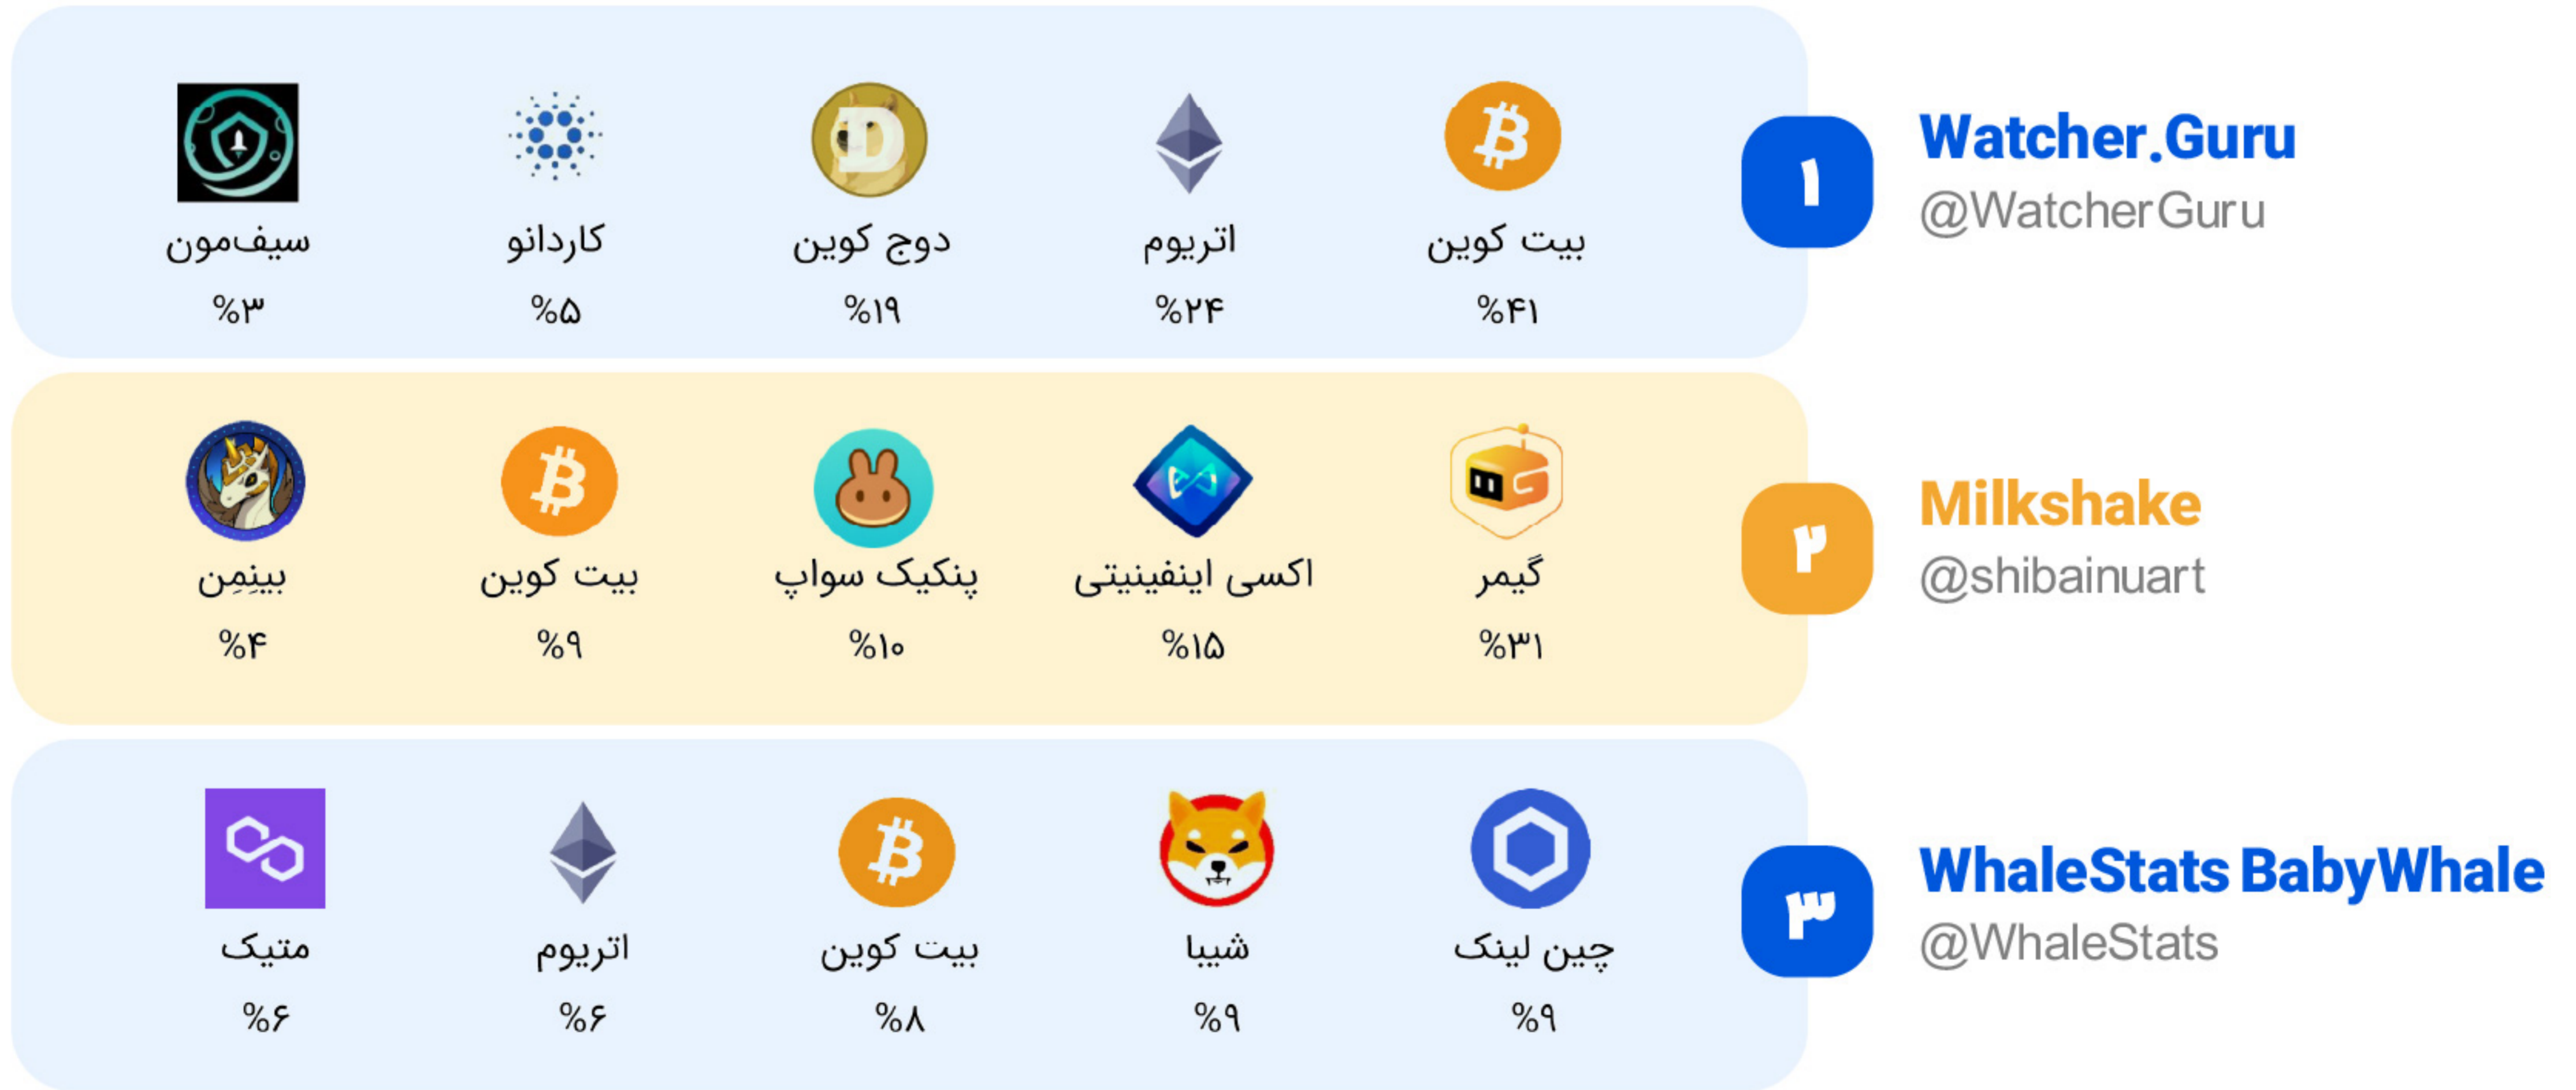 Watcher.Guru
@WatcherGuru
۱
بیت کوین
%۴۱
اتریوم
%۲۴
دوج کوین
%۱۹
کاردانو
%۵
سیف‌مون
%۳
Milkshake
@shibainuart
۲
گیمر
%۳۱
اکسی اینفینیتی
%۱۵
پنکیک سواپ
%۱۰
بیت کوین
%۹
بینِمِن
%۴
WhaleStats BabyWhale
@WhaleStats
۳
چین لینک
%۹
شیبا
%۹
بیت کوین
%۸
اتریوم
%۶
متیک
%۶